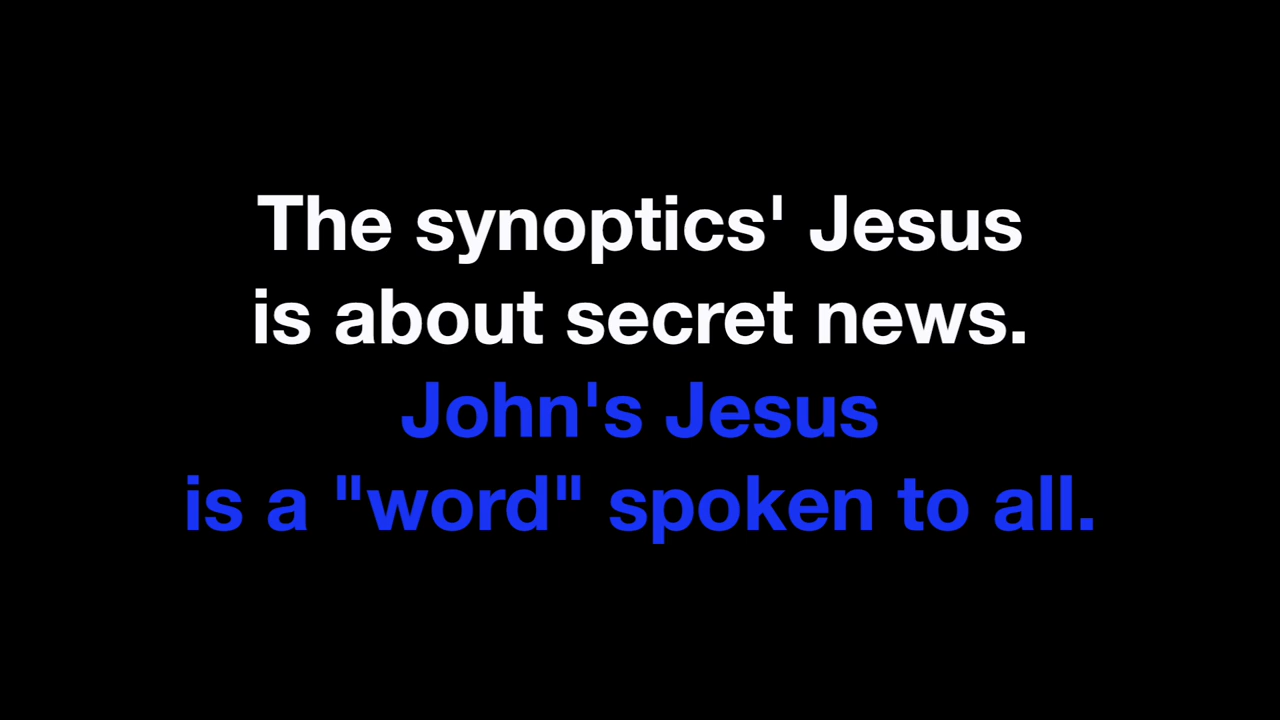 The synoptics' Jesus
is about secret news.
John's Jesus
is a "word" spoken to all.